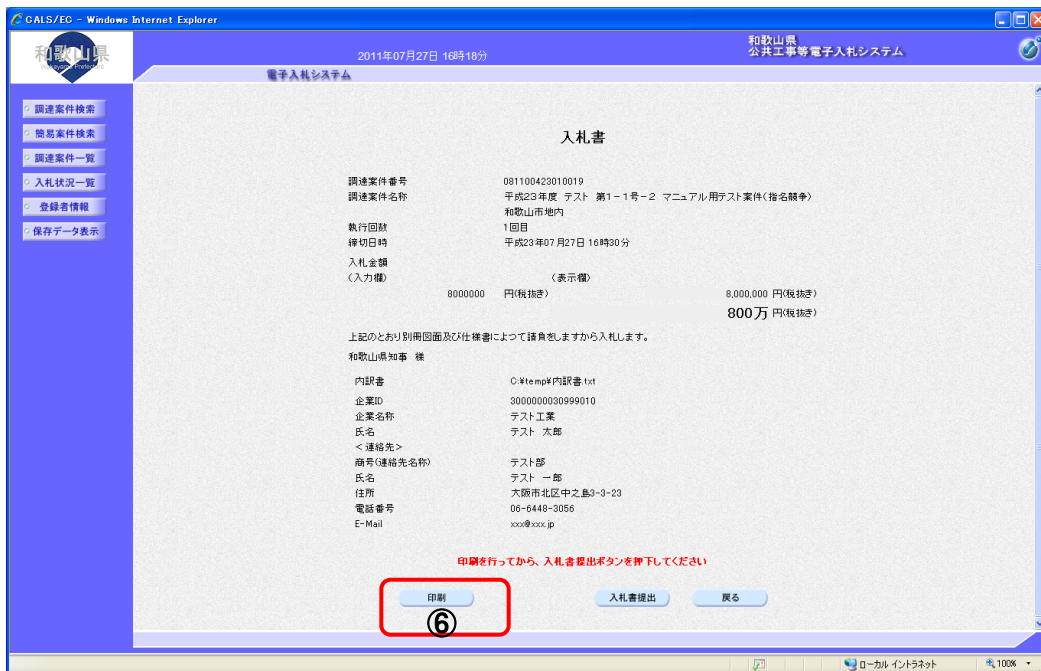 CALS/EC - Windows Internet Explorer
和歌山県
Wakayama Prefecture
2011年07月27日 16時18分
和歌山県
公共工事等電子入札システム
電子入札システム
調達案件検索
簡易案件検索
調達案件一覧
入札状況一覧
登録者情報
保存データ表示
入札書
調達案件番号 081100423010019
調達案件名称 平成23年度 テスト 第1-1号-2 マニュアル用テスト案件(指名競争)
和歌山市地内
執行回数 1回目
締切日時 平成23年07月27日 16時30分
入札金額
(入力欄) (表示欄)
8000000 円(税抜き) 8,000,000 円(税抜き)
800万 円(税抜き)
上記のとおり別冊図面及び仕様書によつて請負をしますから入札します。
和歌山県知事 様
内訳書 C:¥temp¥内訳書.txt
企業ID 3000000030999010
企業名称 テスト工業
氏名 テスト 太郎
<連絡先>
商号(連絡先名称) テスト部
氏名 テスト 一郎
住所 大阪市北区中之島3-3-23
電話番号 06-6448-3056
E-Mail xxx@xxx.jp
印刷を行ってから、入札書提出ボタンを押下してください
印刷 入札書提出 戻る
⑥
ローカル イントラネット 100%